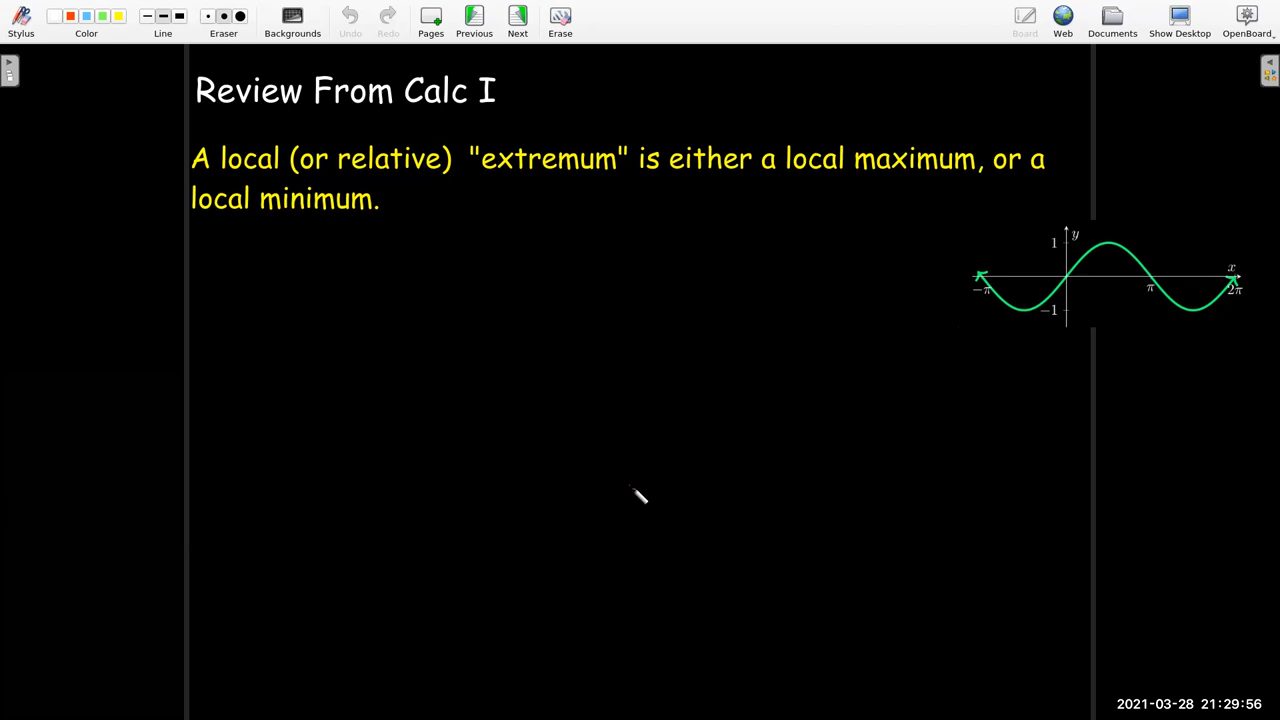 Stylus Color Line Eraser Backgrounds Undo Redo Pages Previous Next Erase Board Web Documents Show Desktop OpenBoard
Review From Calc I
A local (or relative) "extremum" is either a local maximum, or a
local minimum.
y
1
x
−π
π
2π
−1
2021-03-28 21:29:56